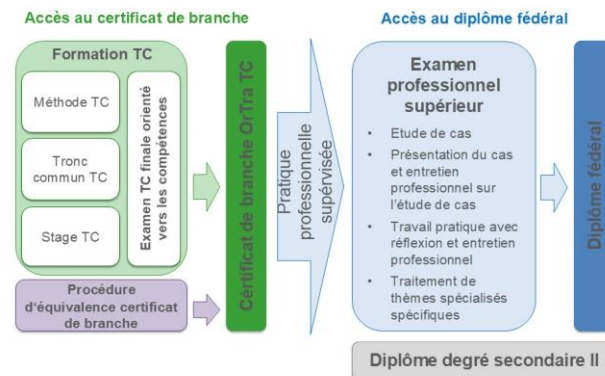 Accès au certificat de branche
Formation TC
Méthode TC
Tronc
commun TC
Stage TC
Examen TC finale orienté
vers les compétences
Procédure
d'équivalence certificat
de branche
Cértificat de branche OrTra TC
Pratique
professionnelle
supérvisée
Accès au diplôme fédéral
Examen
professionnel
supérieur
• Etude de cas
• Présentation du cas
et entretien
professionnel sur
l'étude de cas
• Travail pratique avec
réflexion et entretien
professionnel
• Traitement de
thèmes spécialisés
spécifiques
Diplôme fédéral
Diplôme degré secondaire II